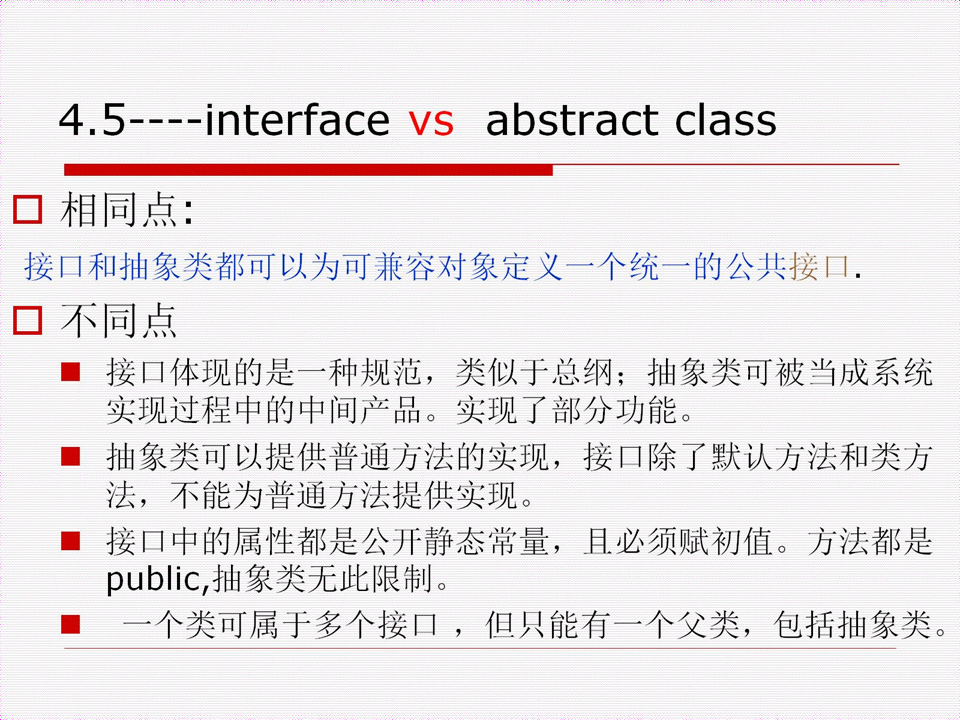 4.5----interface vs abstract class
相同点:
接口和抽象类都可以为可兼容对象定义一个统一的公共接口.
不同点
接口体现的是一种规范，类似于总纲；抽象类可被当成系统
实现过程中的中间产品。实现了部分功能。
抽象类可以提供普通方法的实现，接口除了默认方法和类方
法，不能为普通方法提供实现。
接口中的属性都是公开静态常量，且必须赋初值。方法都是
public,抽象类无此限制。
一个类可属于多个接口 ，但只能有一个父类，包括抽象类。